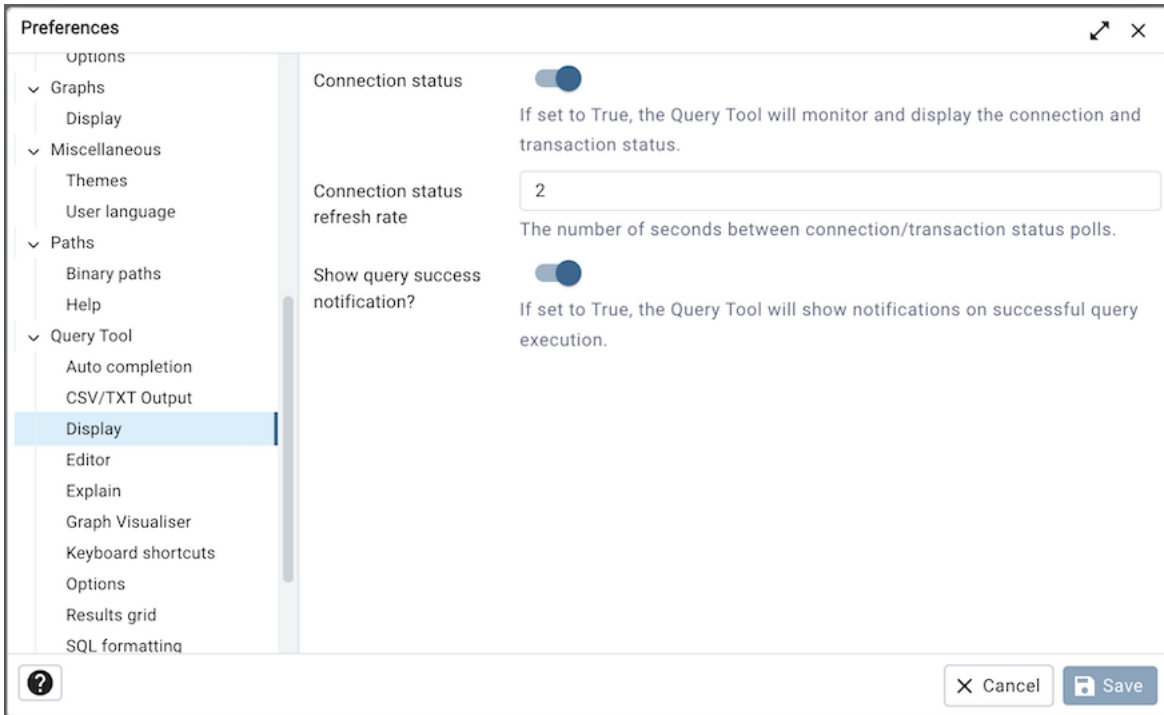 Preferences
Options
Graphs
Display
Miscellaneous
Themes
User language
Paths
Binary paths
Help
Query Tool
Auto completion
CSV/TXT Output
Display
Editor
Explain
Graph Visualiser
Keyboard shortcuts
Options
Results grid
SQL formatting
Connection status
If set to True, the Query Tool will monitor and display the connection and
transaction status.
Connection status
refresh rate
2
The number of seconds between connection/transaction status polls.
Show query success
notification?
If set to True, the Query Tool will show notifications on successful query
execution.
?
Cancel
Save